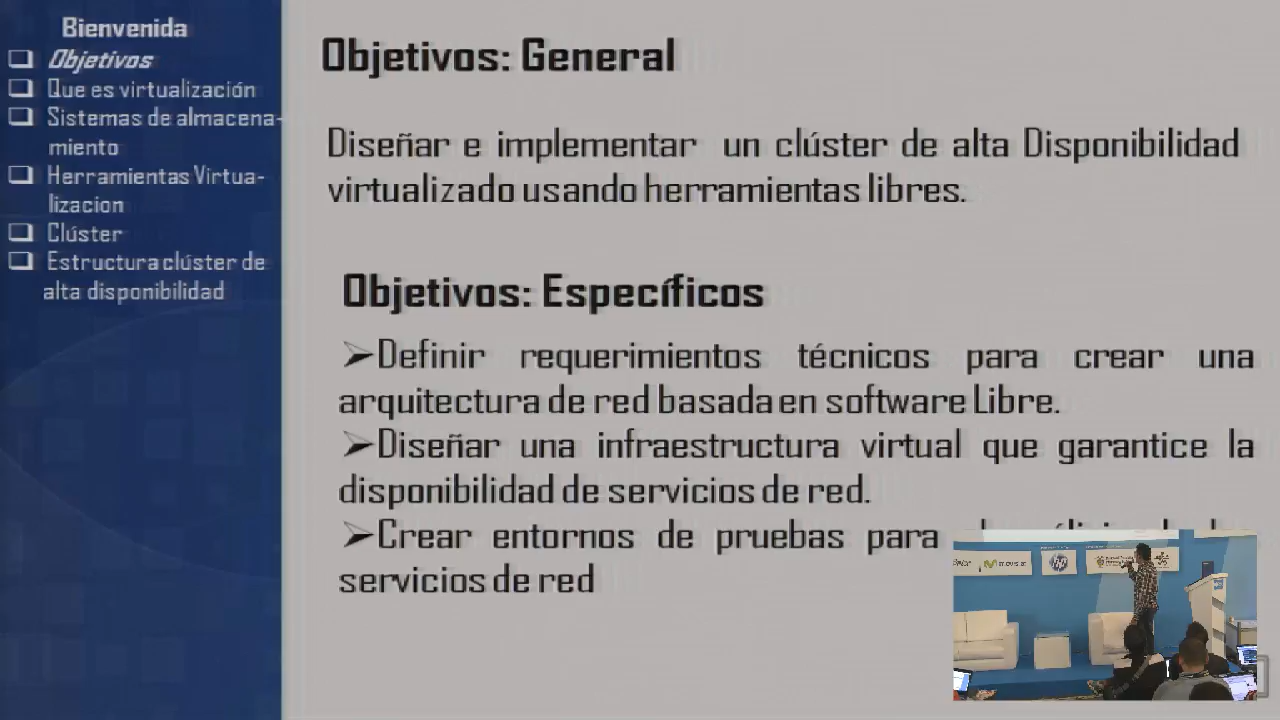 Bienvenida
Objetivos
Que es virtualización
Sistemas de almacena-
miento
Herramientas Virtua-
lizacion
Clúster
Estructura clúster de
alta disponibilidad
Objetivos: General
Diseñar e implementar un clúster de alta Disponibilidad
virtualizado usando herramientas libres.
Objetivos: Específicos
Definir requerimientos técnicos para crear una
arquitectura de red basada en software Libre.
Diseñar una infraestructura virtual que garantice la
disponibilidad de servicios de red.
Crear entornos de pruebas para
servicios de red
movistar
hp